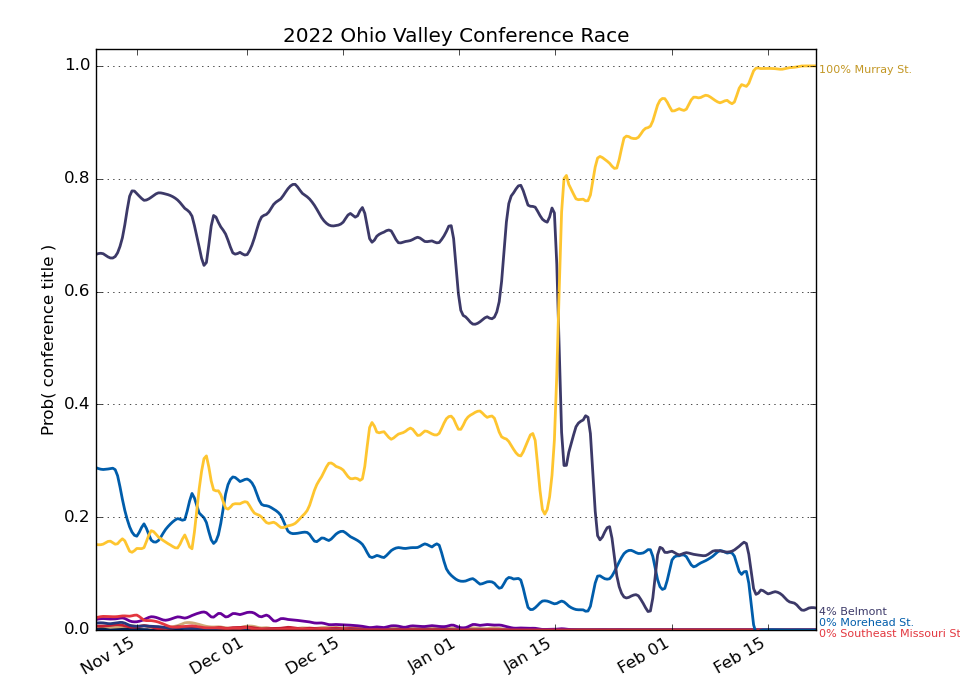 2022 Ohio Valley Conference Race
Prob( conference title )
1.0
0.8
0.6
0.4
0.2
0.0
Nov 15
Dec 01
Dec 15
Jan 01
Jan 15
Feb 01
Feb 15
100% Murray St.
4% Belmont
0% Morehead St.
0% Southeast Missouri St